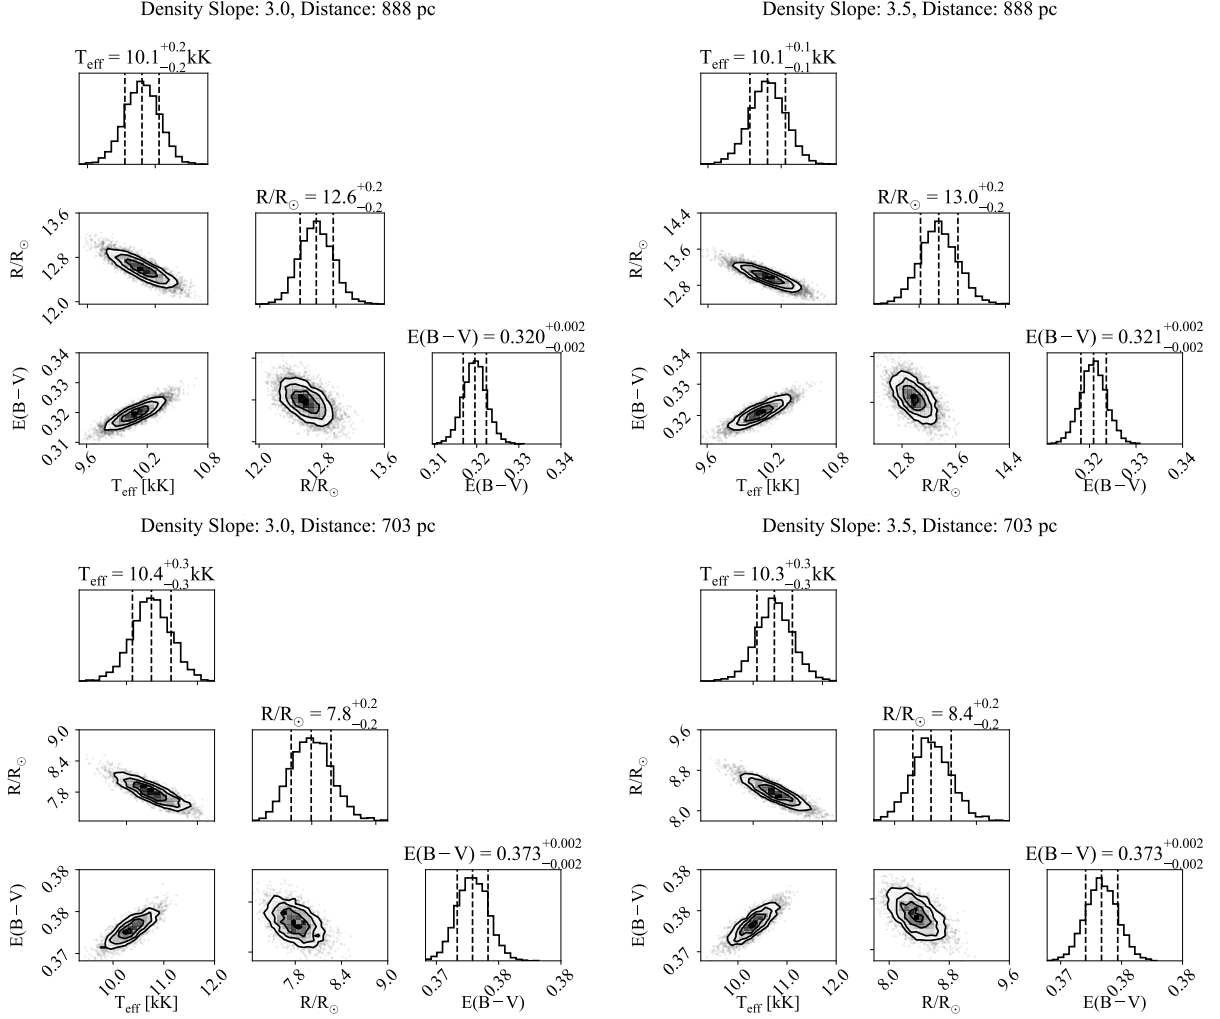 Density Slope: 3.0, Distance: 888 pc
T_eff = 10.1 +0.2 −0.2 kK
R/R☉ = 12.6 +0.2 −0.2
13.6
12.8
12.0
R/R☉
E(B−V) = 0.320 +0.002 −0.002
0.34
0.33
0.32
0.31
E(B−V)
9.6 10.2 10.8
T_eff [kK]
12.0 12.8 13.6
R/R☉
0.31 0.32 0.33 0.34
E(B−V)
Density Slope: 3.5, Distance: 888 pc
T_eff = 10.1 +0.1 −0.1 kK
R/R☉ = 13.0 +0.2 −0.2
14.4
13.6
12.8
R/R☉
E(B−V) = 0.321 +0.002 −0.002
0.34
0.33
0.32
E(B−V)
9.6 10.2 10.8
T_eff [kK]
12.8 13.6 14.4
R/R☉
0.32 0.33 0.34
E(B−V)
Density Slope: 3.0, Distance: 703 pc
T_eff = 10.4 +0.3 −0.3 kK
R/R☉ = 7.8 +0.2 −0.2
9.0
8.4
7.8
R/R☉
E(B−V) = 0.373 +0.002 −0.002
0.38
0.38
0.37
E(B−V)
10.0 11.0 12.0
T_eff [kK]
7.8 8.4 9.0
R/R☉
0.37 0.38 0.38
E(B−V)
Density Slope: 3.5, Distance: 703 pc
T_eff = 10.3 +0.3 −0.3 kK
R/R☉ = 8.4 +0.2 −0.2
9.6
8.8
8.0
R/R☉
E(B−V) = 0.373 +0.002 −0.002
0.38
0.38
0.37
E(B−V)
10.0 11.0 12.0
T_eff [kK]
8.0 8.8 9.6
R/R☉
0.37 0.38 0.38
E(B−V)